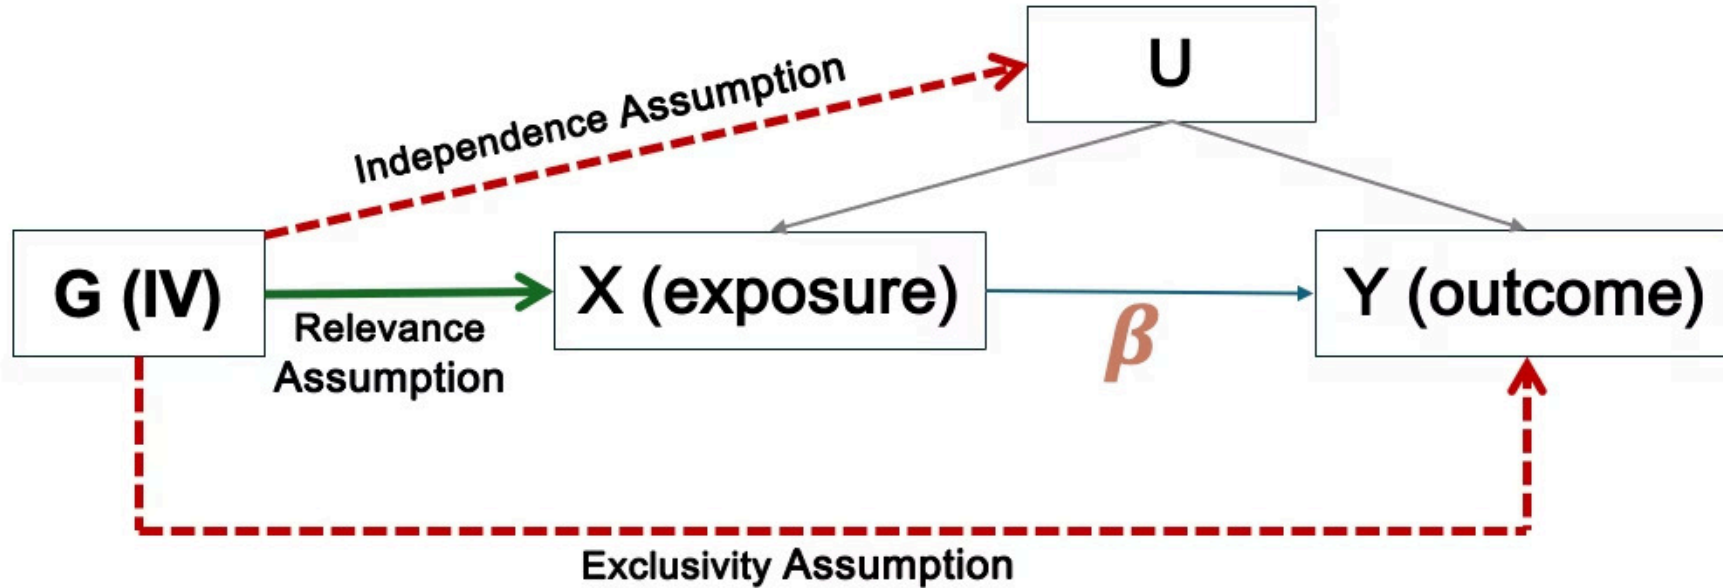 U
Independence Assumption
G (IV)
X (exposure)
Y (outcome)
Relevance
Assumption
β
Exclusivity Assumption